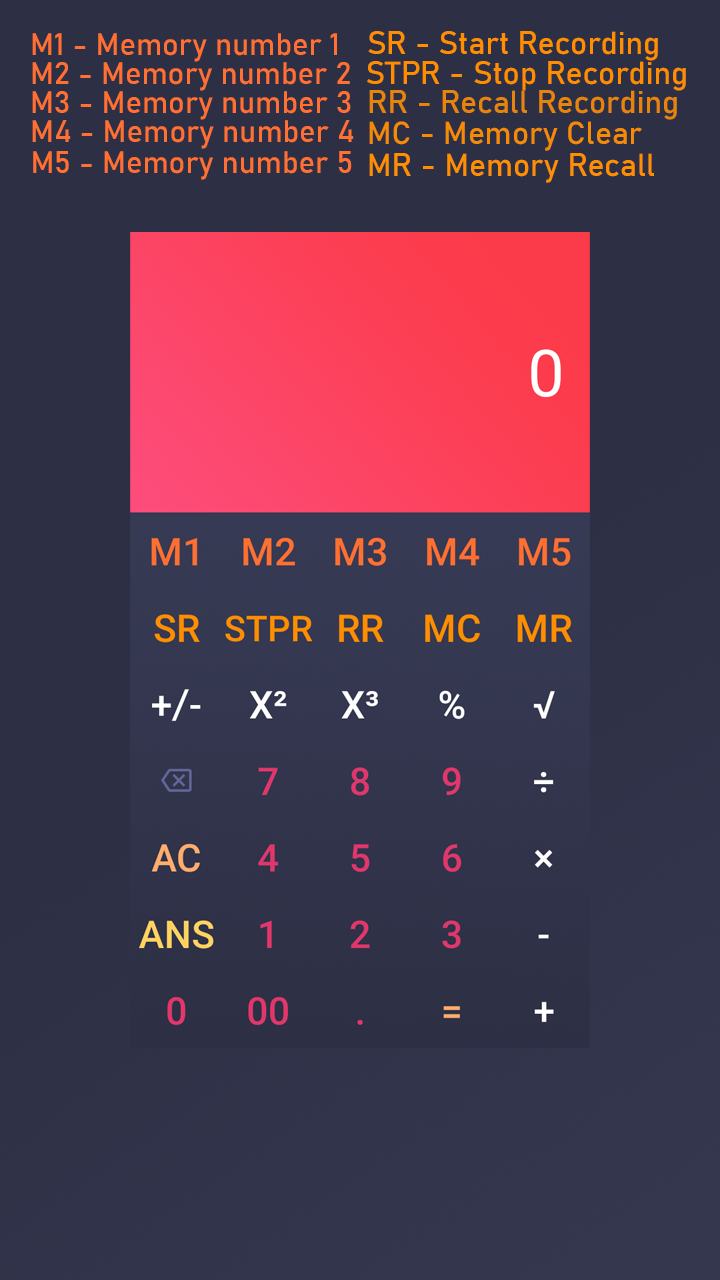 M1 - Memory number 1
M2 - Memory number 2
M3 - Memory number 3
M4 - Memory number 4
M5 - Memory number 5
SR - Start Recording
STPR - Stop Recording
RR - Recall Recording
MC - Memory Clear
MR - Memory Recall
0
M1 M2 M3 M4 M5
SR STPR RR MC MR
+/- X² X³ % √
7 8 9 ÷
AC 4 5 6 ×
ANS 1 2 3 -
0 00 . = +